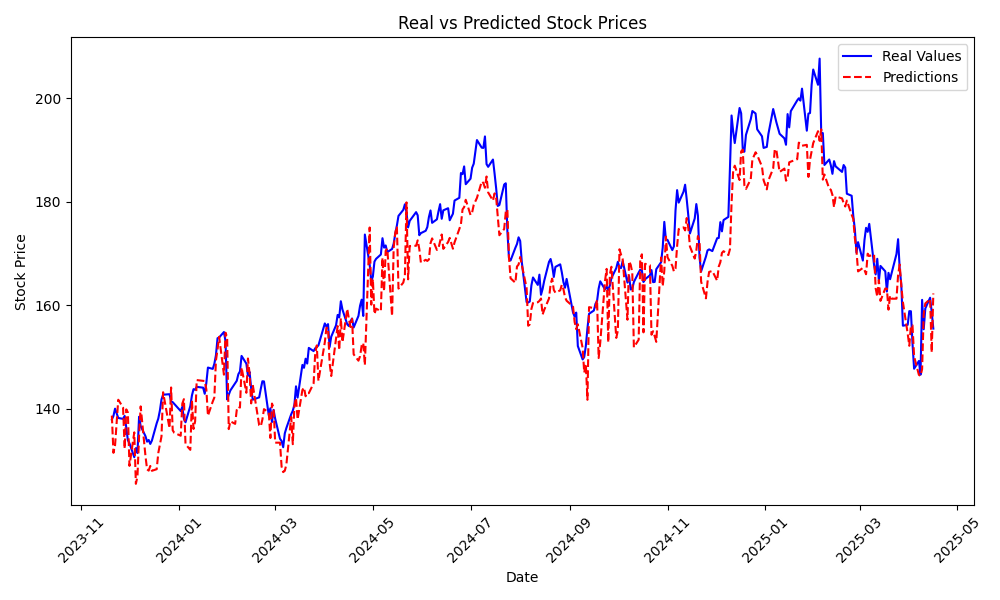 Real vs Predicted Stock Prices
Real Values
Predictions
Stock Price
200
180
160
140
2023-11
2024-01
2024-03
2024-05
2024-07
2024-09
2024-11
2025-01
2025-03
2025-05
Date